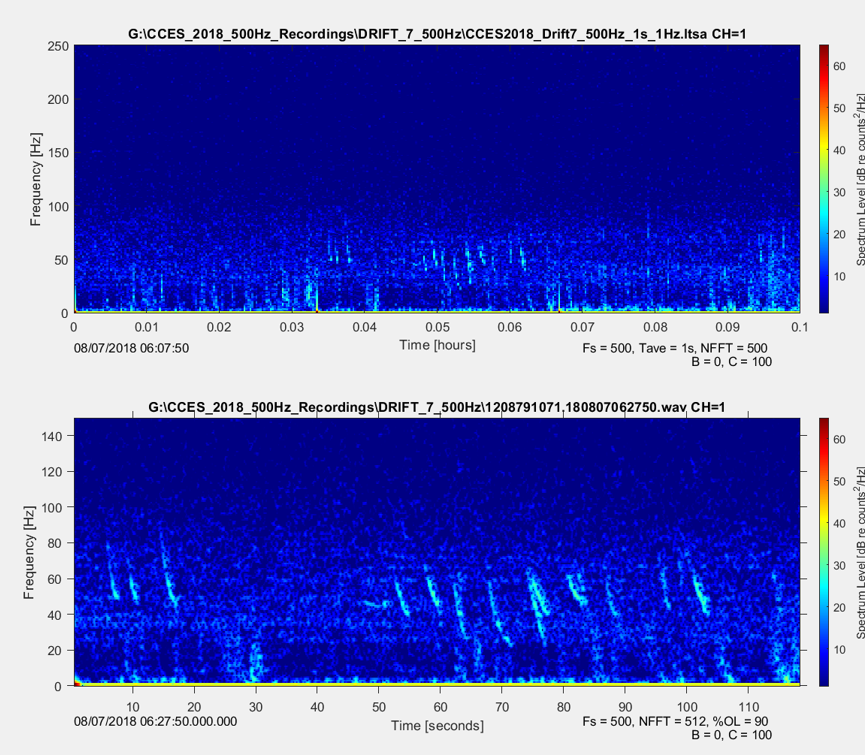 G:\CCES_2018_500Hz_Recordings\DRIFT_7_500Hz\CCES2018_Drift7_500Hz_1s_1Hz.ltsa CH=1
Frequency [Hz]
250
200
150
100
50
0
0 0.01 0.02 0.03 0.04 0.05 0.06 0.07 0.08 0.09 0.1
Time [hours]
08/07/2018 06:07:50
Fs = 500, Tave = 1s, NFFT = 500
B = 0, C = 100
60
50
40
30
20
10
Spectrum Level [dB re counts²/Hz]
G:\CCES_2018_500Hz_Recordings\DRIFT_7_500Hz\1208791071,180807062750.wav CH=1
Frequency [Hz]
140
120
100
80
60
40
20
0
10 20 30 40 50 60 70 80 90 100 110
Time [seconds]
08/07/2018 06:27:50.000.000
Fs = 500, NFFT = 512, %OL = 90
B = 0, C = 100
60
50
40
30
20
10
Spectrum Level [dB re counts²/Hz]